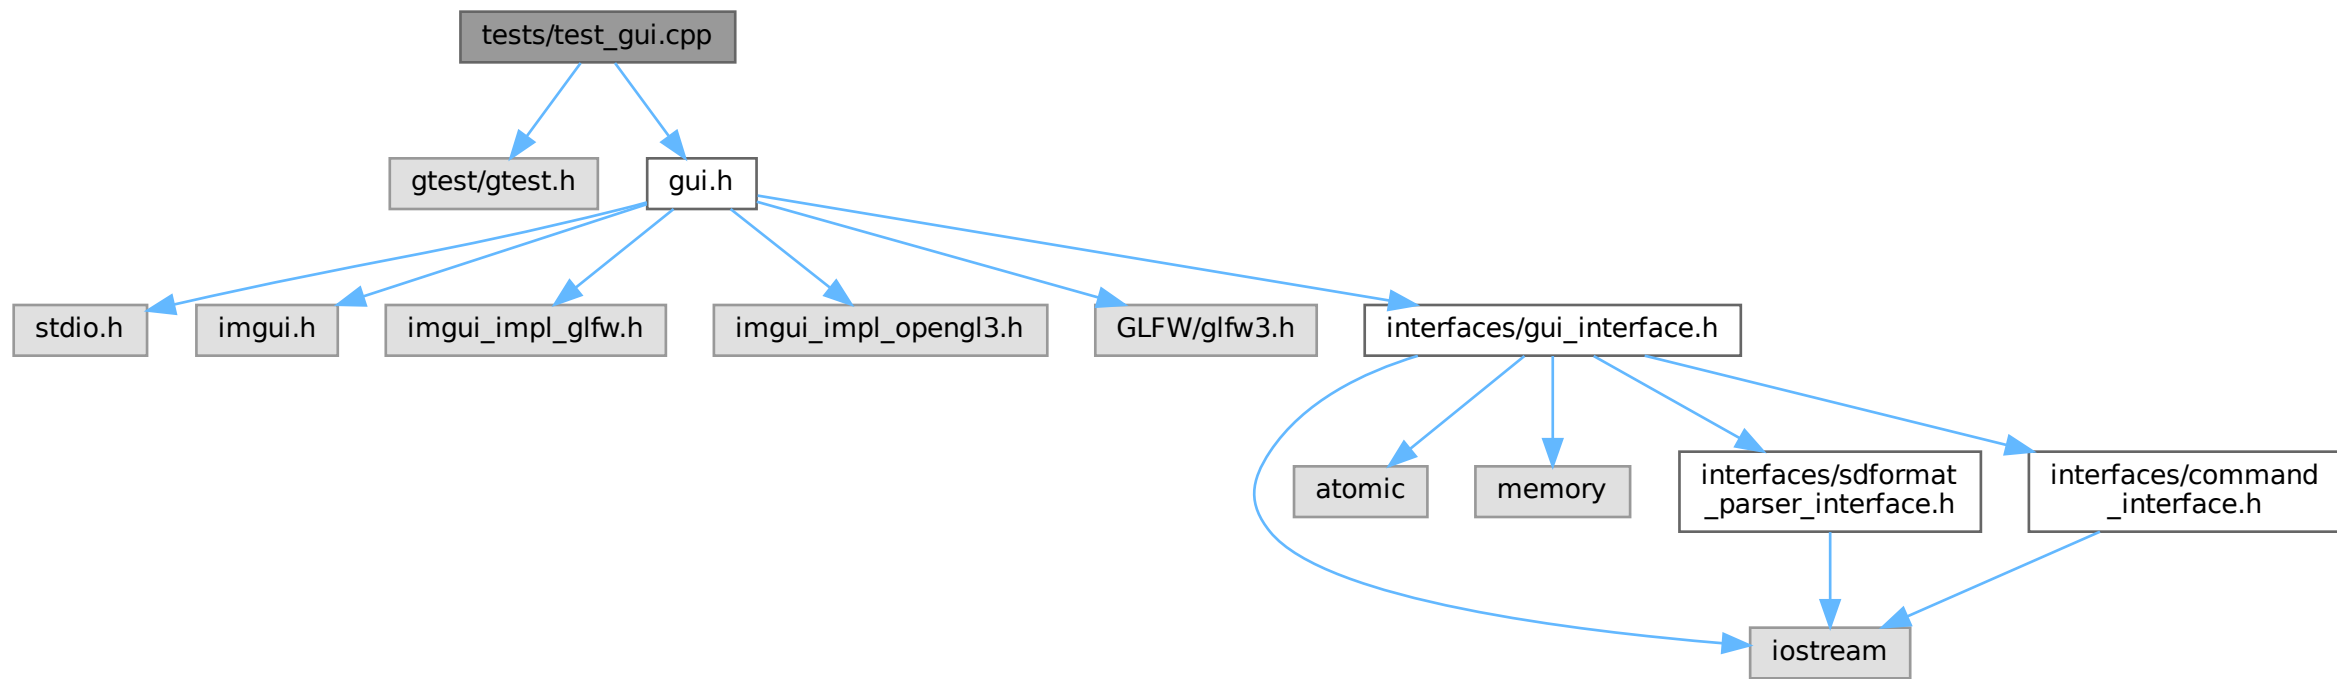 tests/test_gui.cpp
gtest/gtest.h
gui.h
stdio.h
imgui.h
imgui_impl_glfw.h
imgui_impl_opengl3.h
GLFW/glfw3.h
interfaces/gui_interface.h
atomic
memory
interfaces/sdformat
_parser_interface.h
interfaces/command
_interface.h
iostream